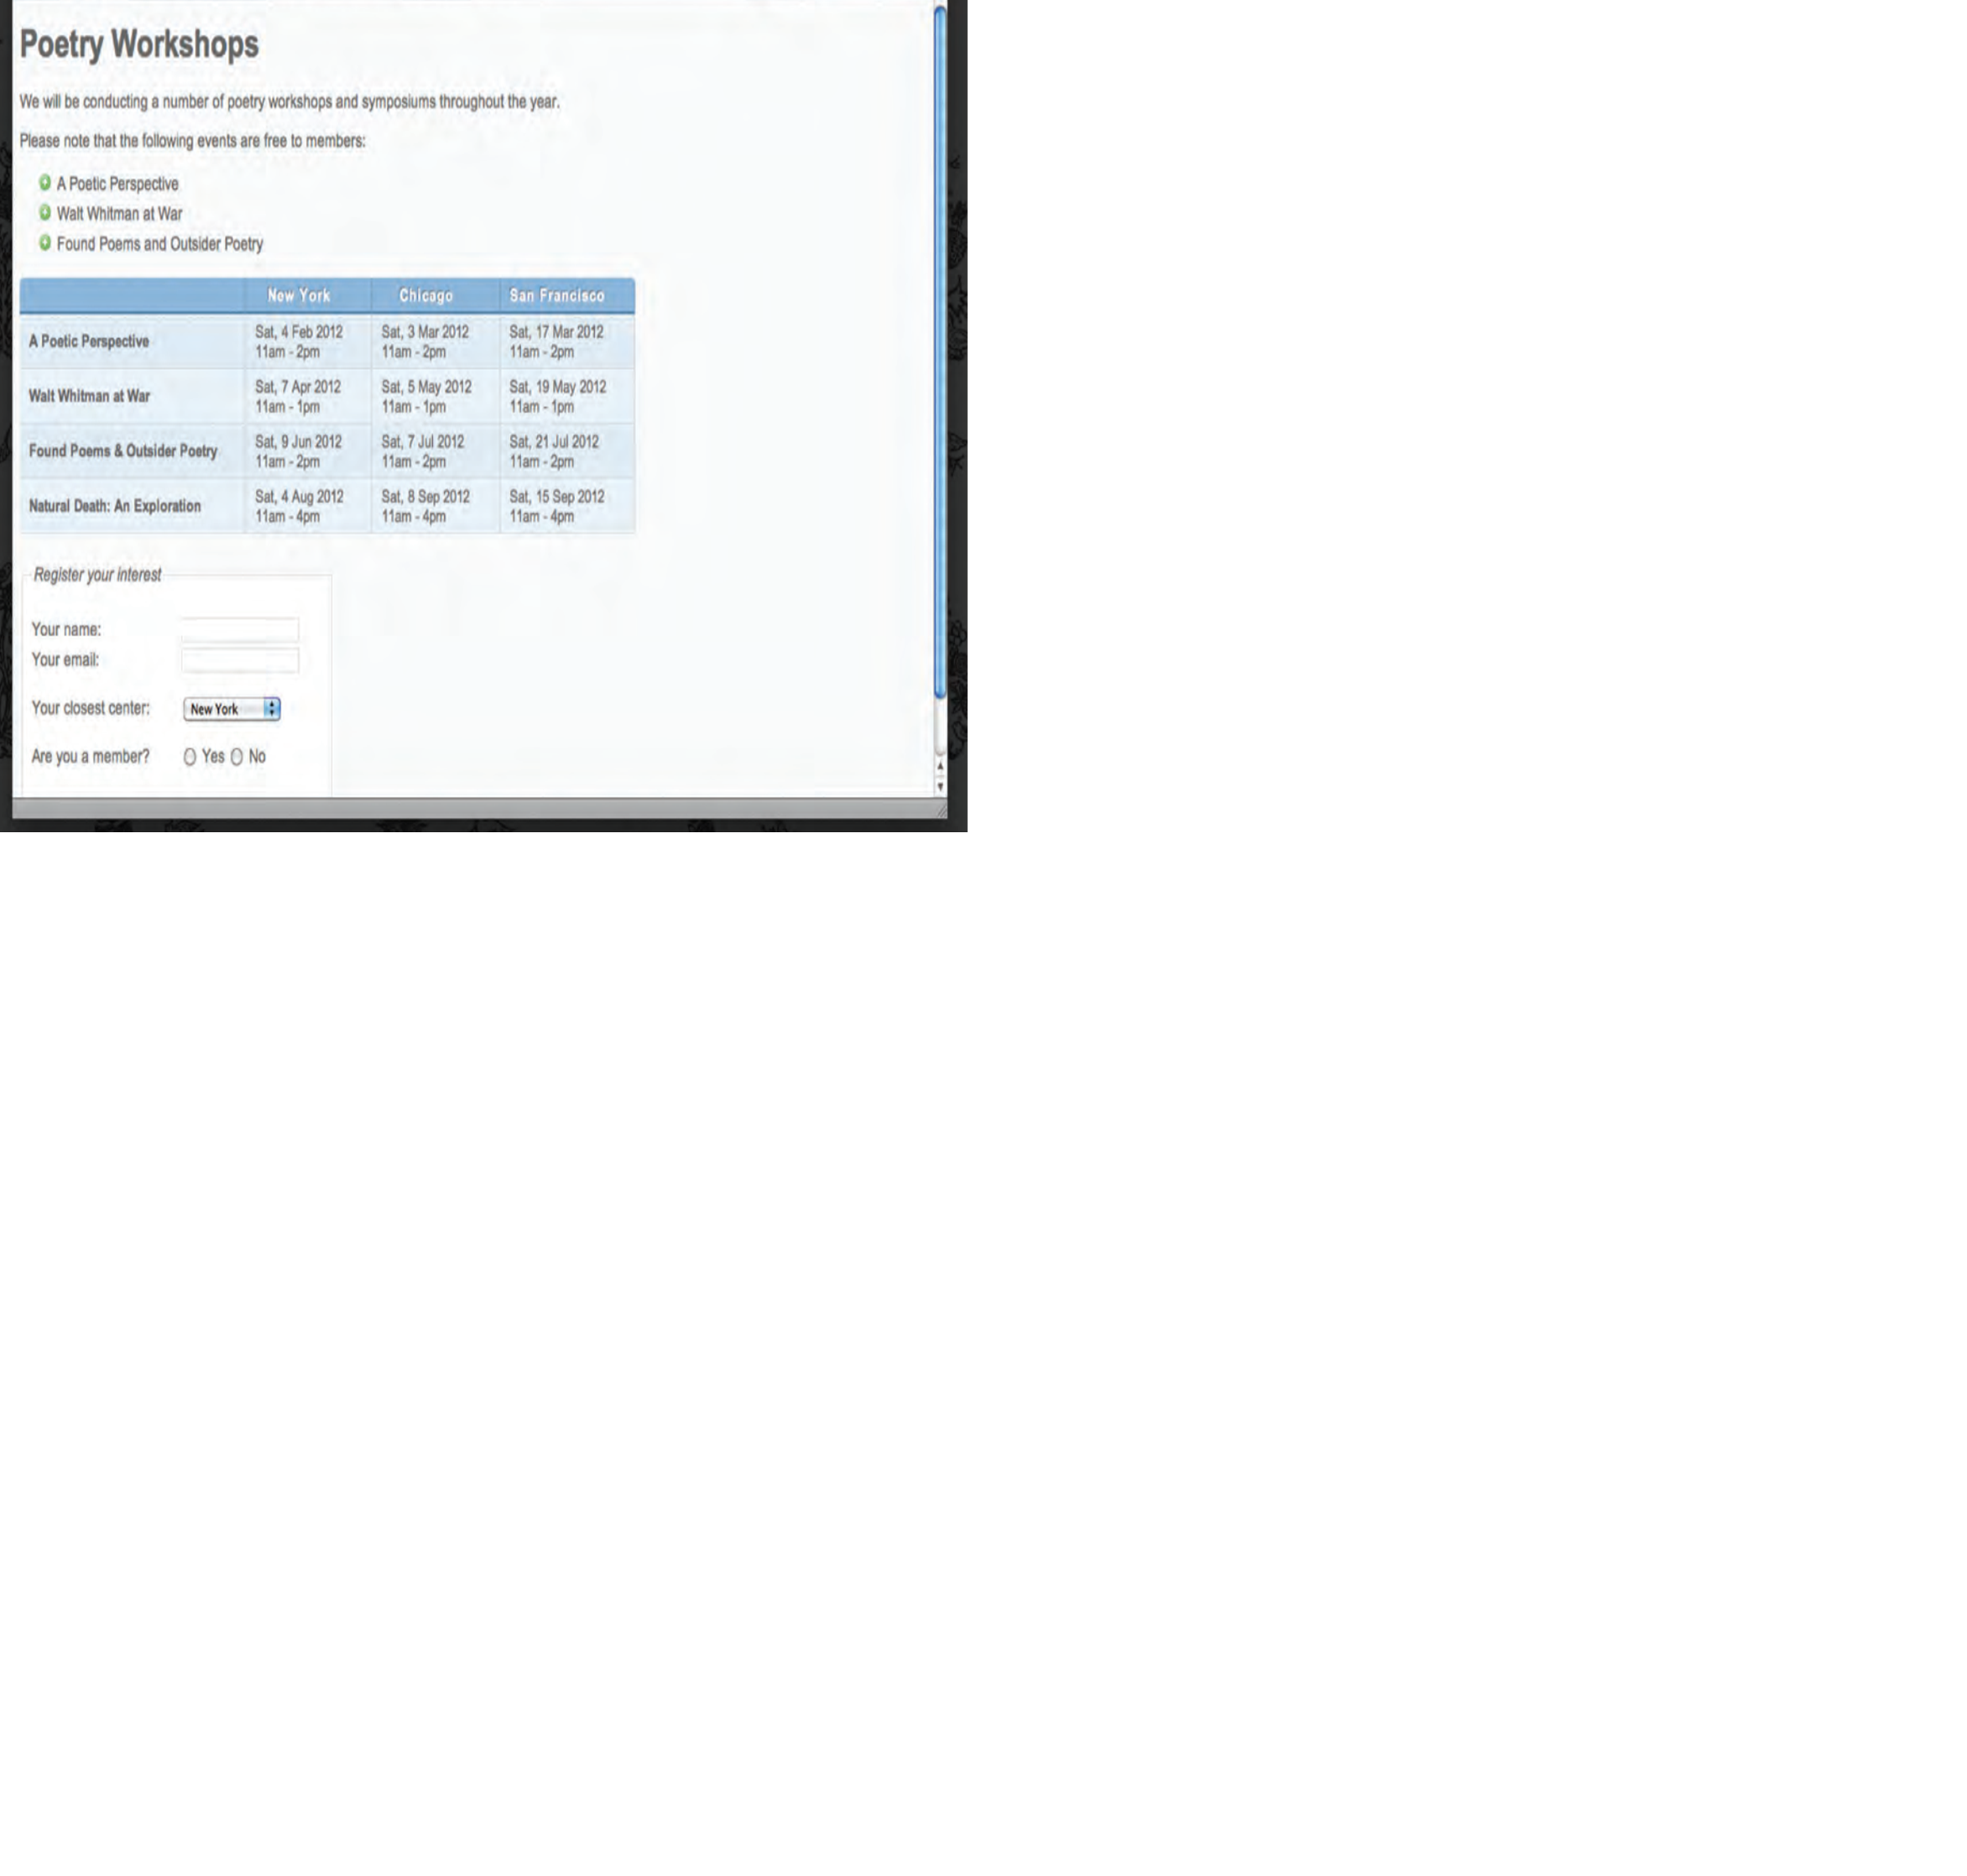 Poetry Workshops
We will be conducting a number of poetry workshops and symposiums throughout the year.
Please note that the following events are free to members:
A Poetic Perspective
Walt Whitman at War
Found Poems and Outsider Poetry
New York Chicago San Francisco
A Poetic Perspective
Sat, 4 Feb 2012
11am - 2pm
Sat, 3 Mar 2012
11am - 2pm
Sat, 17 Mar 2012
11am - 2pm
Walt Whitman at War
Sat, 7 Apr 2012
11am - 1pm
Sat, 5 May 2012
11am - 1pm
Sat, 19 May 2012
11am - 1pm
Found Poems & Outsider Poetry
Sat, 9 Jun 2012
11am - 2pm
Sat, 7 Jul 2012
11am - 2pm
Sat, 21 Jul 2012
11am - 2pm
Natural Death: An Exploration
Sat, 4 Aug 2012
11am - 4pm
Sat, 8 Sep 2012
11am - 4pm
Sat, 15 Sep 2012
11am - 4pm
Register your interest
Your name:
Your email:
Your closest center: New York
Are you a member? Yes No